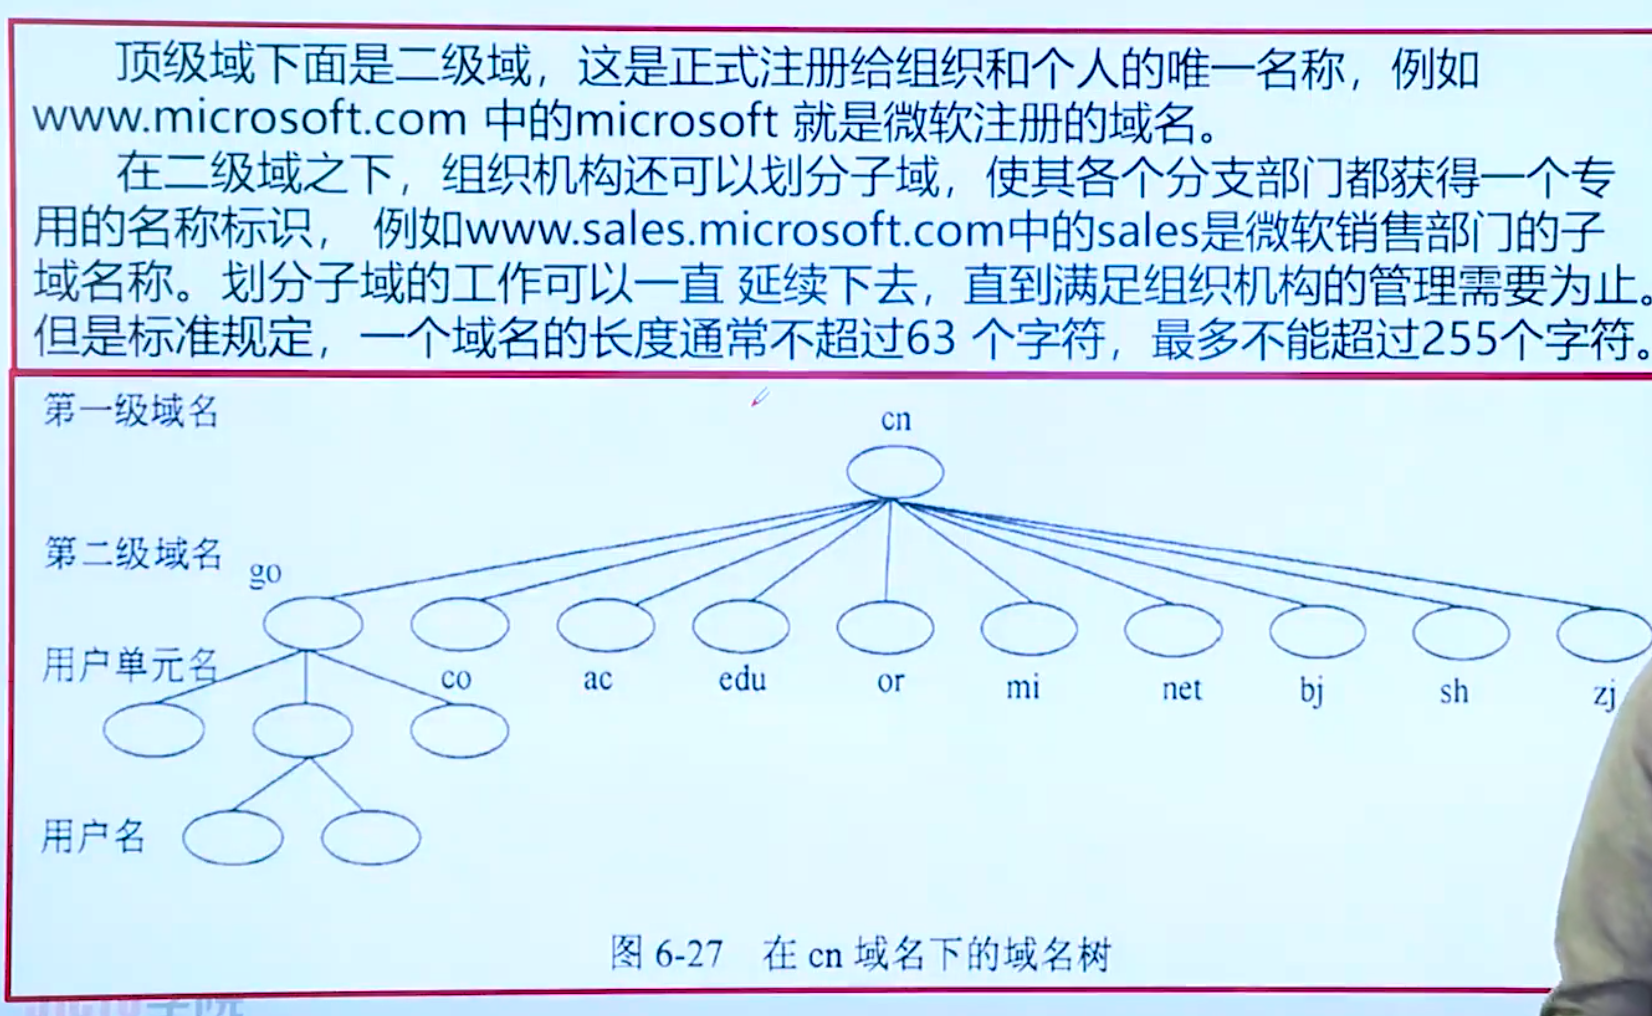 顶级域下面是二级域，这是正式注册给组织和个人的唯一名称，例如
www.microsoft.com 中的microsoft 就是微软注册的域名。
在二级域之下，组织机构还可以划分子域，使其各个分支部门都获得一个专
用的名称标识， 例如www.sales.microsoft.com中的sales是微软销售部门的子
域名称。划分子域的工作可以一直 延续下去，直到满足组织机构的管理需要为止。
但是标准规定，一个域名的长度通常不超过63 个字符，最多不能超过255个字符。
第一级域名
cn
第二级域名
go
用户单元名
co
ac
edu
or
mi
net
bj
sh
zj
用户名
图 6-27 在 cn 域名下的域名树